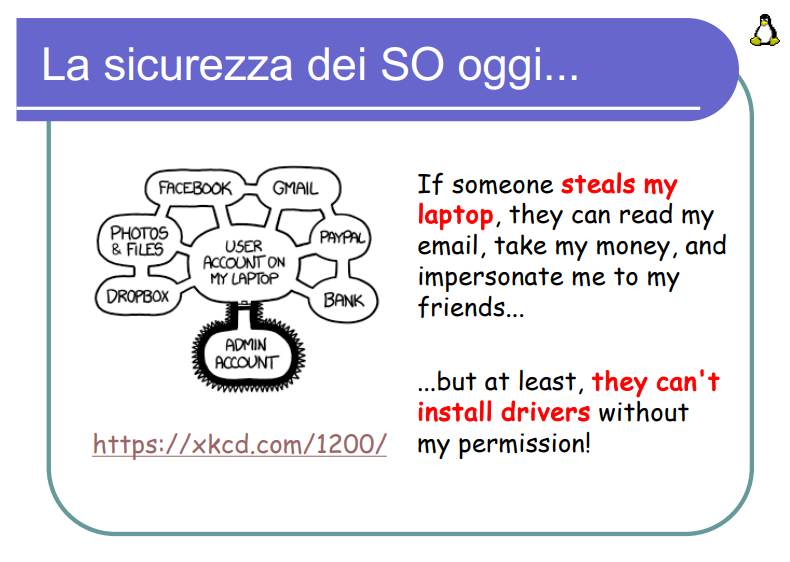 La sicurezza dei SO oggi...
FACEBOOK
GMAIL
PHOTOS
& FILES
USER
ACCOUNT ON
MY LAPTOP
PAYPAL
DROPBOX
BANK
ADMIN
ACCOUNT
https://xkcd.com/1200/
If someone steals my
laptop, they can read my
email, take my money, and
impersonate me to my
friends...
...but at least, they can't
install drivers without
my permission!